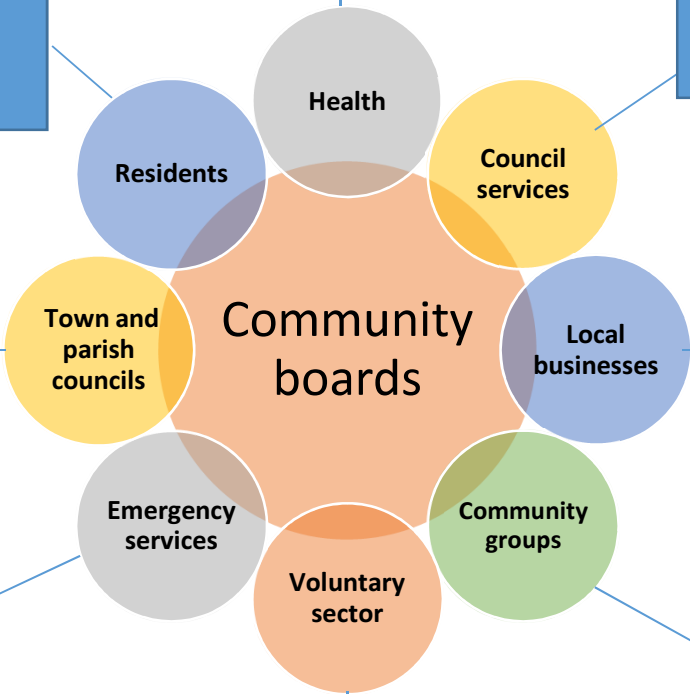 Health
Council
services
Residents
Town and
parish
councils
Community
boards
Local
businesses
Emergency
services
Community
groups
Voluntary
sector